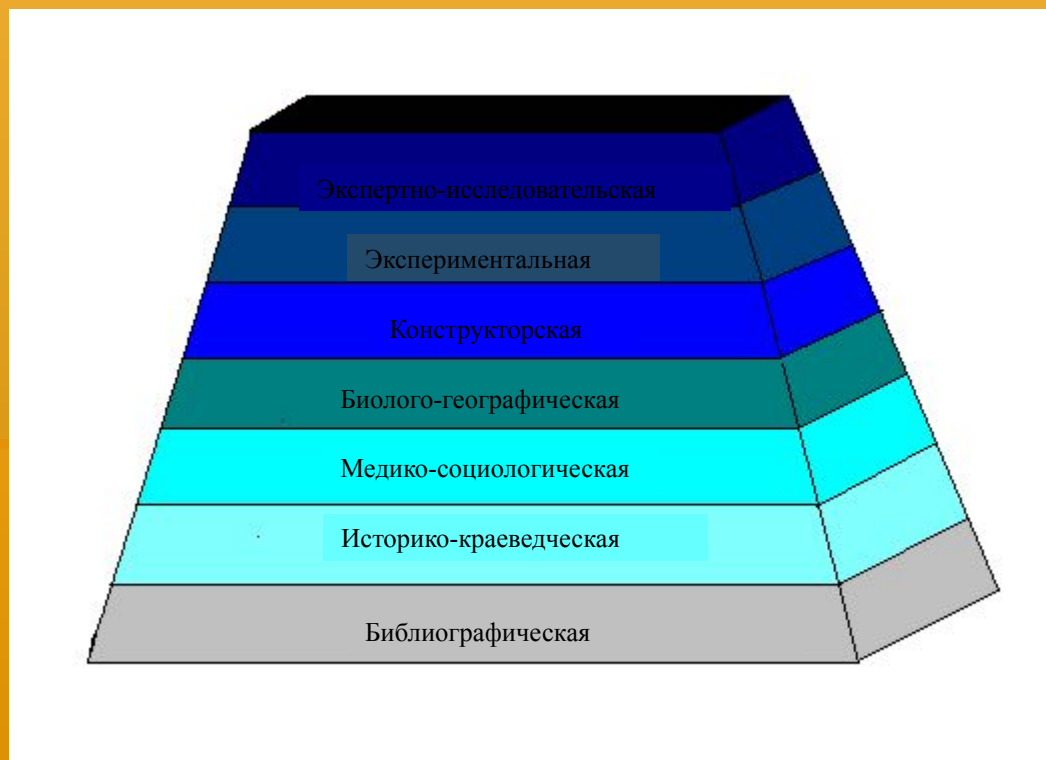 Экспертно-исследовательская
Экспериментальная
Конструкторская
Биолого-географическая
Медико-социологическая
Историко-краеведческая
Библиографическая